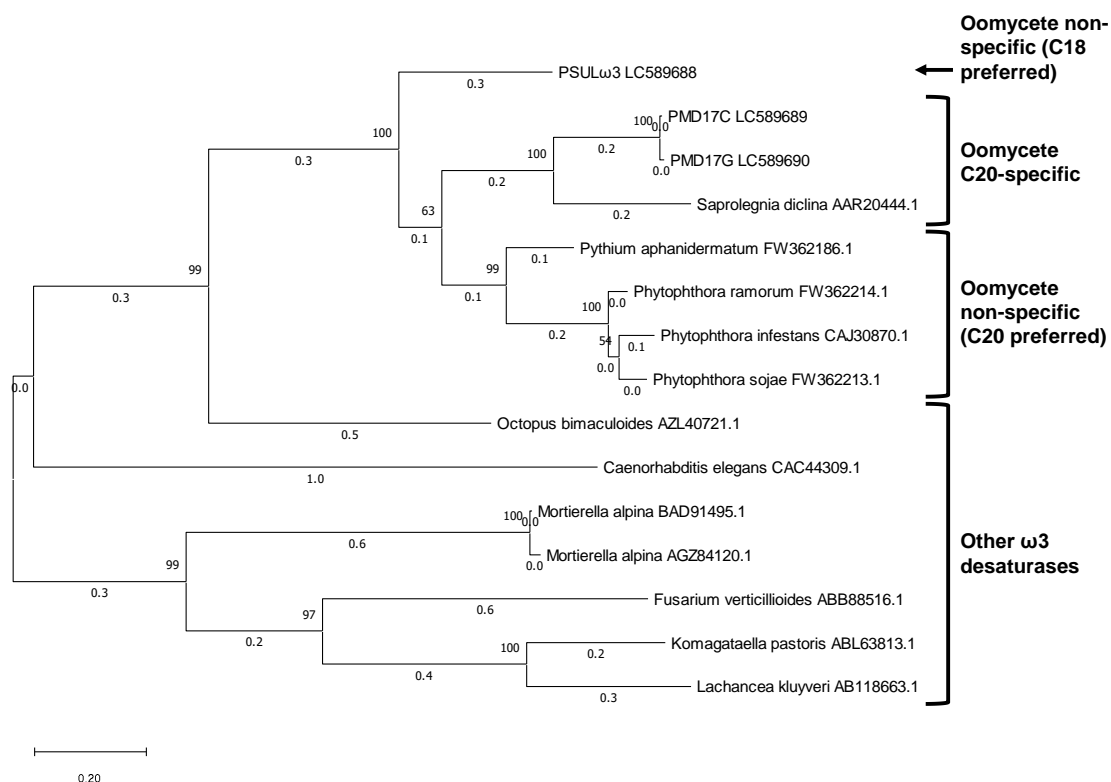 Oomycete non-
specific (C18
preferred)
PSULω3 LC589688
0.3
PMD17C LC589689
100
0.0
100
0.2
0.3
100
Oomycete
C20-specific
PMD17G LC589690
0.0
0.2
Saprolegnia diclina AAR20444.1
0.2
63
0.1
Pythium aphanidermatum FW362186.1
0.1
99
99
0.1
0.3
Oomycete
non-specific
(C20 preferred)
Phytophthora ramorum FW362214.1
0.0
100
0.2
Phytophthora infestans CAJ30870.1
54
0.1
0.0
Phytophthora sojae FW362213.1
0.0
0.0
Octopus bimaculoides AZL40721.1
0.5
Caenorhabditis elegans CAC44309.1
1.0
Mortierella alpina BAD91495.1
100
0.0
0.6
Mortierella alpina AGZ84120.1
0.0
99
0.3
Other ω3
desaturases
Fusarium verticillioides ABB88516.1
0.6
97
0.2
Komagataella pastoris ABL63813.1
100
0.2
0.4
Lachancea kluyveri AB118663.1
0.3
0.20